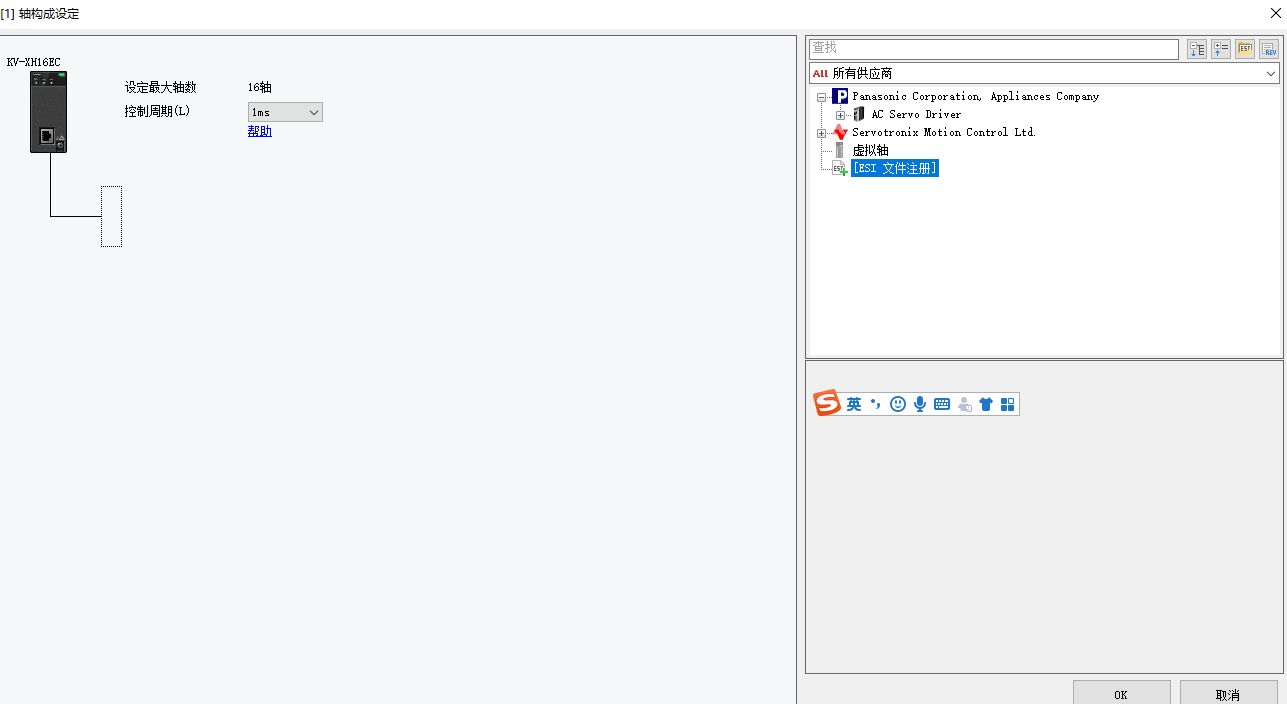 [1] 轴构成设定
KV-XH16EC
设定最大轴数 16轴
控制周期(L) 1ms
帮助
查找
EST
REV
All 所有供应商
Panasonic Corporation, Appliances Company
AC Servo Driver
Servotronix Motion Control Ltd.
虚拟轴
[ESI 文件注册]
英
OK 取消